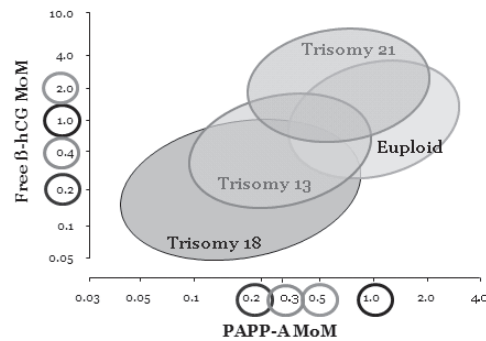 10.0
4.0
2.0
1.0
0.4
0.2
0.1
0.05
Free ß-hCG MoM
Trisomy 21
Euploid
Trisomy 13
Trisomy 18
0.03 0.05 0.1 0.2 0.3 0.5 1.0 2.0 4.0
PAPP-A MoM